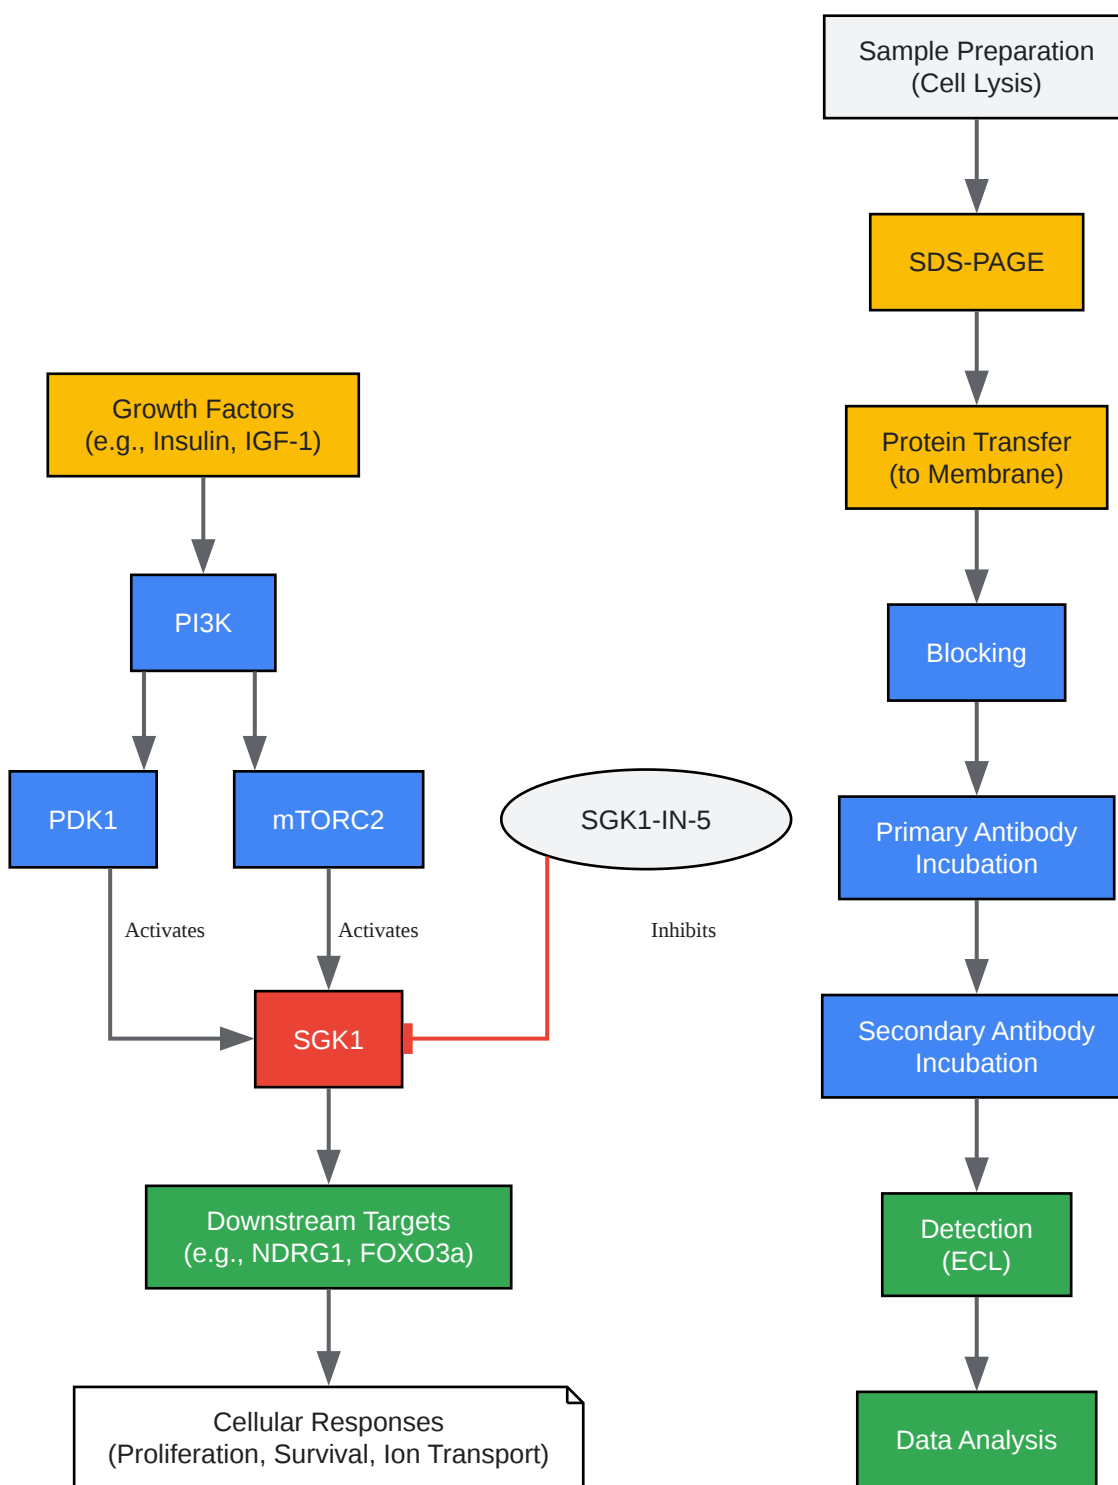 Growth Factors
(e.g., Insulin, IGF-1)
PI3K
PDK1
mTORC2
SGK1-IN-5
Activates
Activates
Inhibits
SGK1
Downstream Targets
(e.g., NDRG1, FOXO3a)
Cellular Responses
(Proliferation, Survival, Ion Transport)
Sample Preparation
(Cell Lysis)
SDS-PAGE
Protein Transfer
(to Membrane)
Blocking
Primary Antibody
Incubation
Secondary Antibody
Incubation
Detection
(ECL)
Data Analysis